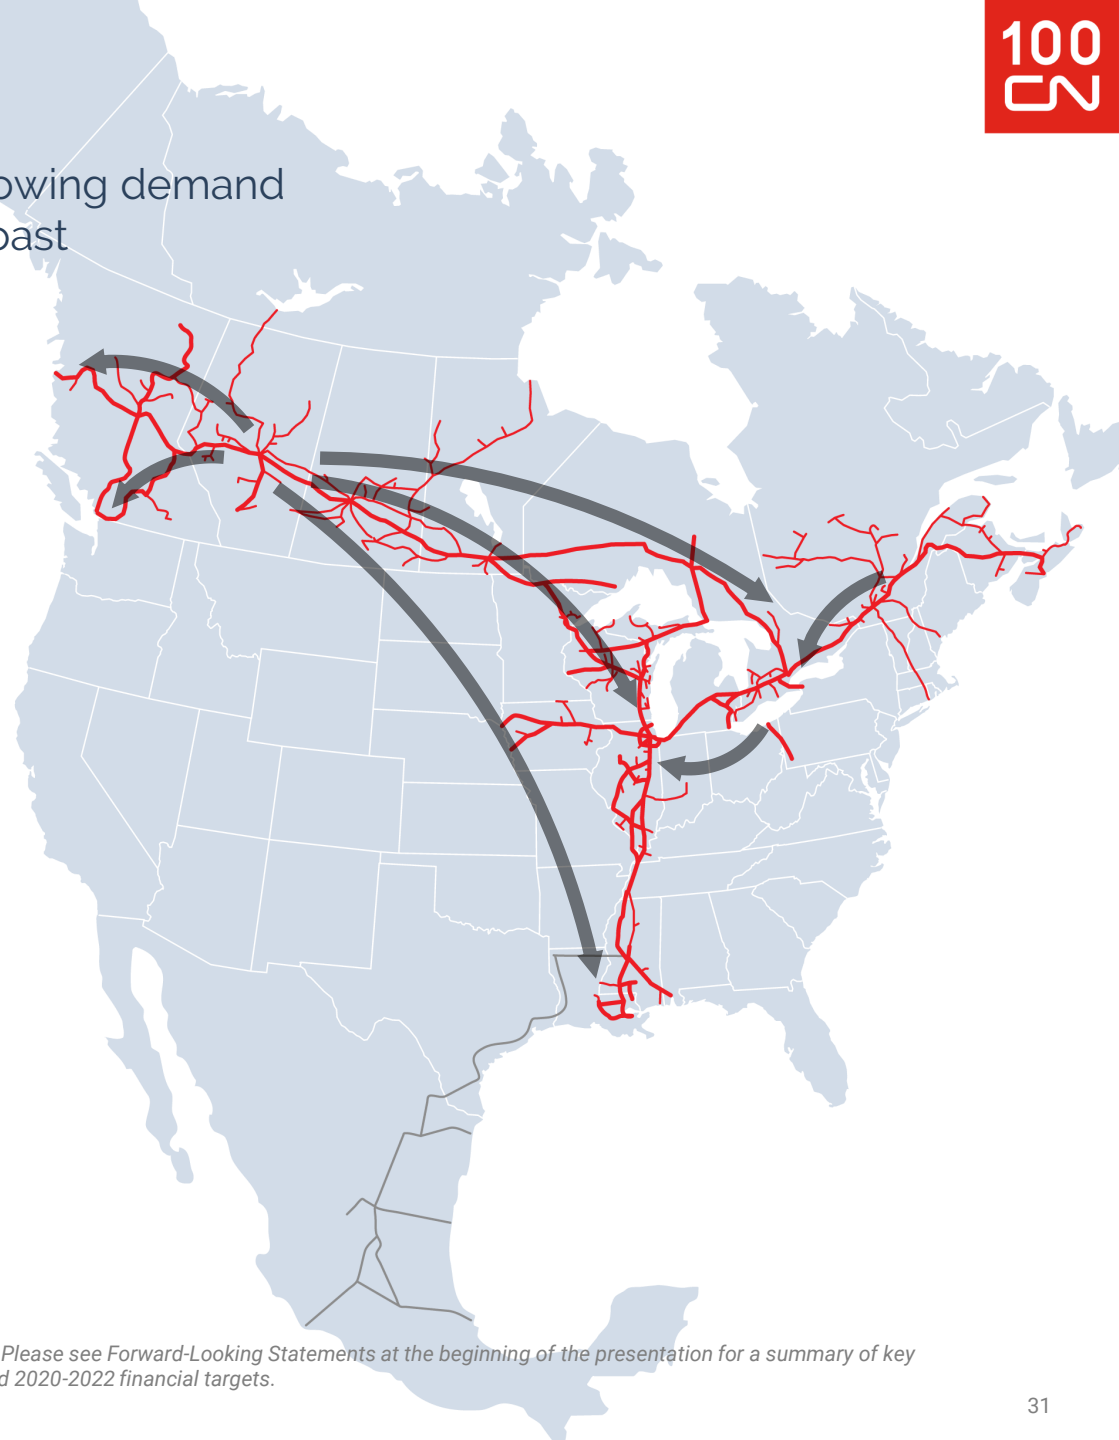 100
CN
owing demand
oast
Please see Forward-Looking Statements at the beginning of the presentation for a summary of key
d 2020-2022 financial targets.
31